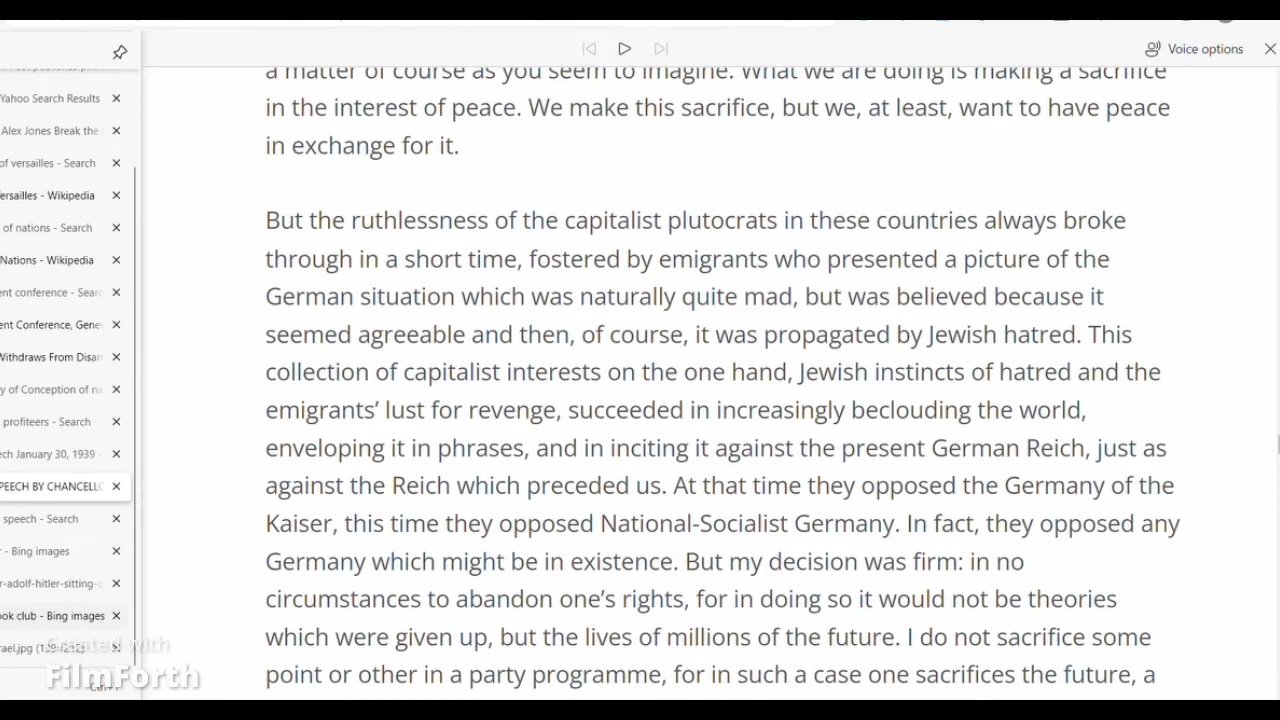 Voice options
Yahoo Search Results
Alex Jones Break the
of versailles - Search
ersailles - Wikipedia
of nations - Search
Nations - Wikipedia
ent conference - Sear
ent Conference, Gene
Withdraws From Disar
y of Conception of na
profiteers - Search
ech January 30, 1939 -
PEECH BY CHANCELLO
speech - Search
- Bing images
r-adolf-hitler-sitting-
ook club - Bing images
a matter of course as you seem to imagine. What we are doing is making a sacrifice
in the interest of peace. We make this sacrifice, but we, at least, want to have peace
in exchange for it.
But the ruthlessness of the capitalist plutocrats in these countries always broke
through in a short time, fostered by emigrants who presented a picture of the
German situation which was naturally quite mad, but was believed because it
seemed agreeable and then, of course, it was propagated by Jewish hatred. This
collection of capitalist interests on the one hand, Jewish instincts of hatred and the
emigrants’ lust for revenge, succeeded in increasingly beclouding the world,
enveloping it in phrases, and in inciting it against the present German Reich, just as
against the Reich which preceded us. At that time they opposed the Germany of the
Kaiser, this time they opposed National-Socialist Germany. In fact, they opposed any
Germany which might be in existence. But my decision was firm: in no
circumstances to abandon one’s rights, for in doing so it would not be theories
which were given up, but the lives of millions of the future. I do not sacrifice some
point or other in a party programme, for in such a case one sacrifices the future, a
Created with
FilmForth